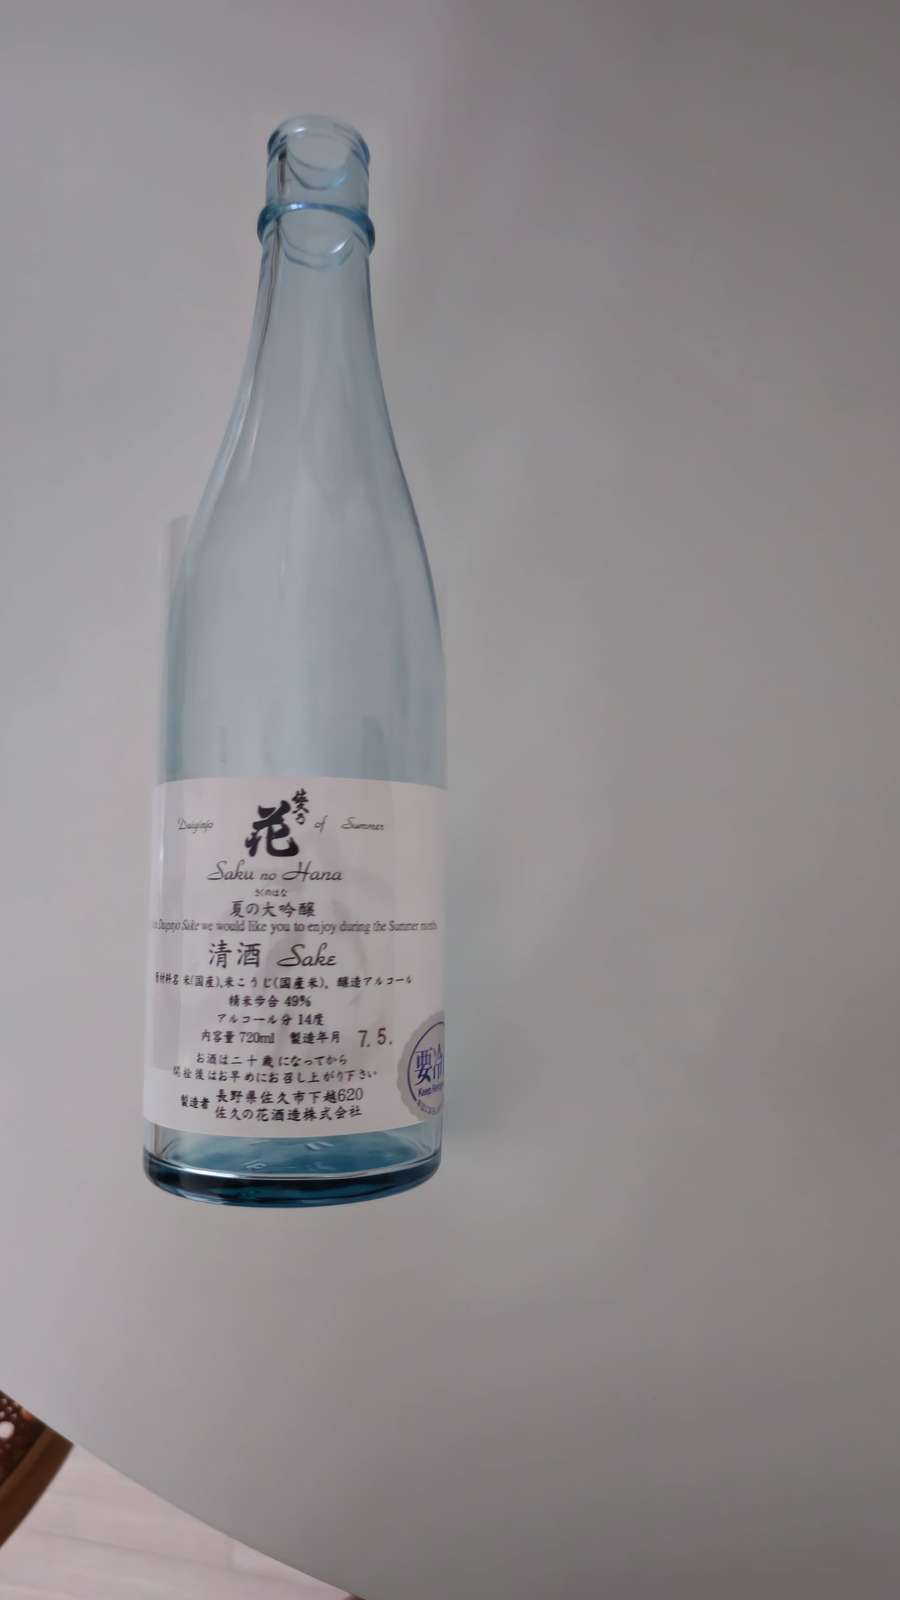 佐久乃
花
Daiginjo of Summer
Saku no Hana
さくのはな
夏の大吟醸
Daiginjo Sake we would like you to enjoy during the Summer months
清酒 Sake
原材料名 米(国産)、米こうじ(国産米)、醸造アルコール
精米歩合 49%
アルコール分 14度
内容量 720ml 製造年月 7.5.
お酒は二十歳になってから
開栓後はお早めにお召し上がり下さい
製造者 長野県佐久市下越620
佐久の花酒造株式会社
要冷
Keep